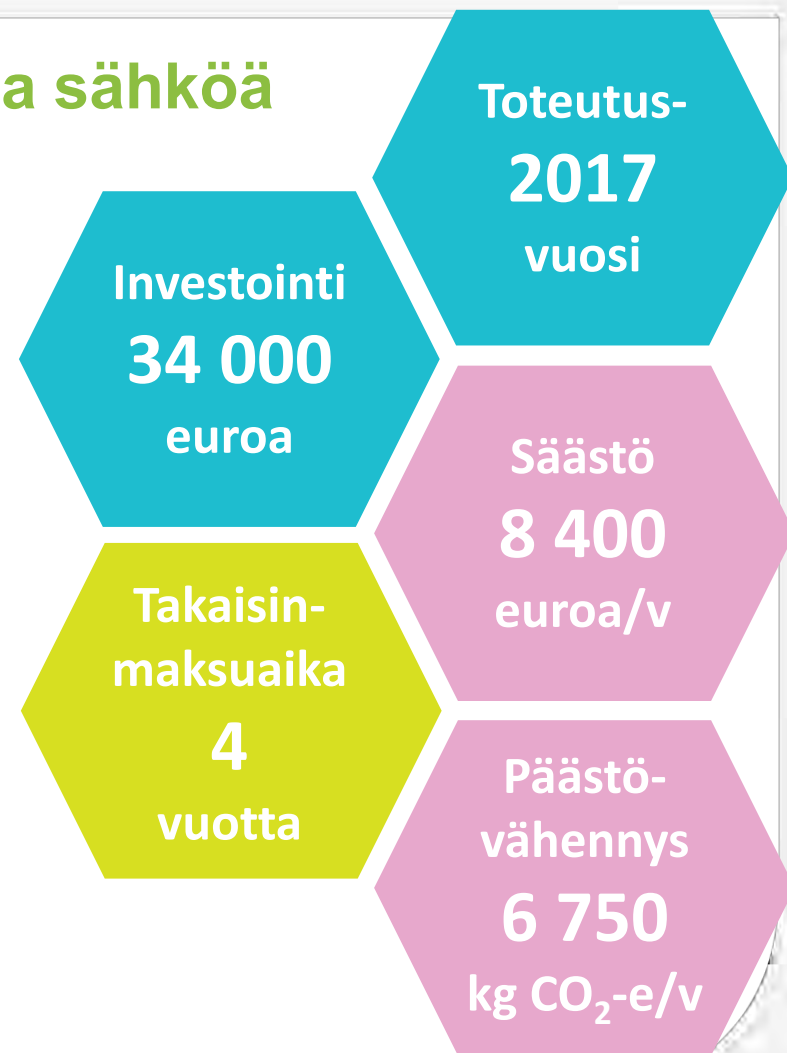 a sähköä
Toteutus-
2017
vuosi
Investointi
34 000
euroa
Säästö
8 400
euroa/v
Takaisin-
maksuaika
4
vuotta
Päästö-
vähennys
6 750
kg CO₂-e/v